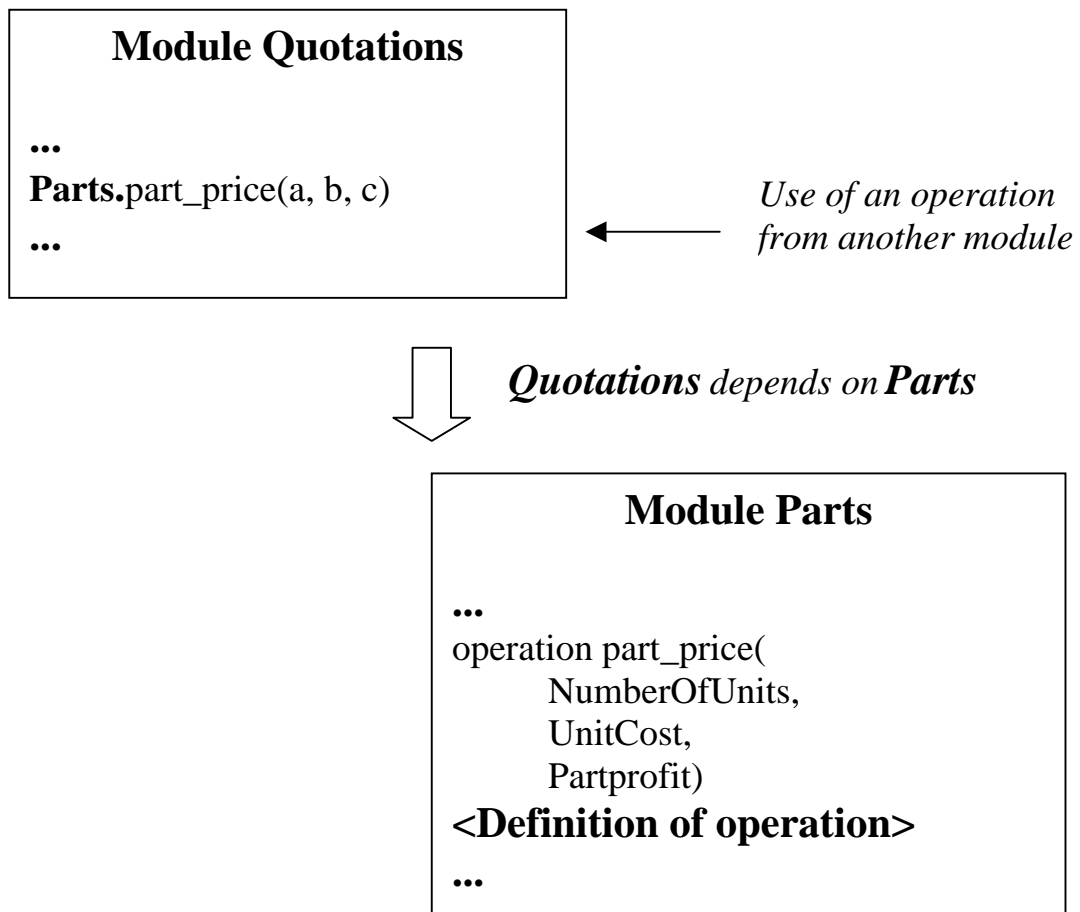 Module Quotations
...
Parts.part_price(a, b, c)
...
Use of an operation
from another module
Quotations depends on Parts
Module Parts
...
operation part_price(
NumberOfUnits,
UnitCost,
Partprofit)
<Definition of operation>
...